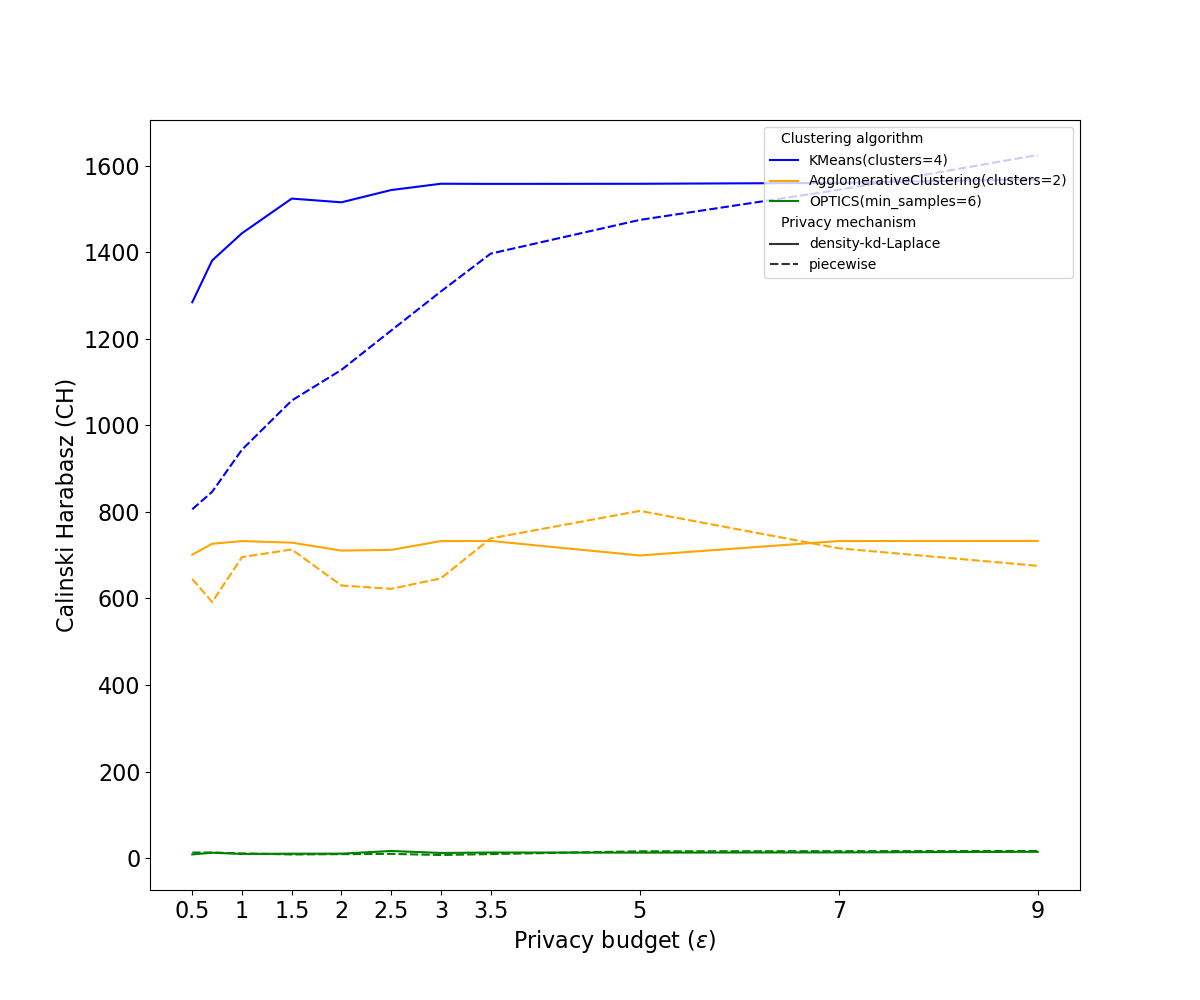 Clustering algorithm
KMeans(clusters=4)
AgglomerativeClustering(clusters=2)
OPTICS(min_samples=6)
Privacy mechanism
density-kd-Laplace
piecewise
1600
1400
1200
1000
800
600
400
200
0
Calinski Harabasz (CH)
0.5 1 1.5 2 2.5 3 3.5 5 7 9
Privacy budget (ε)